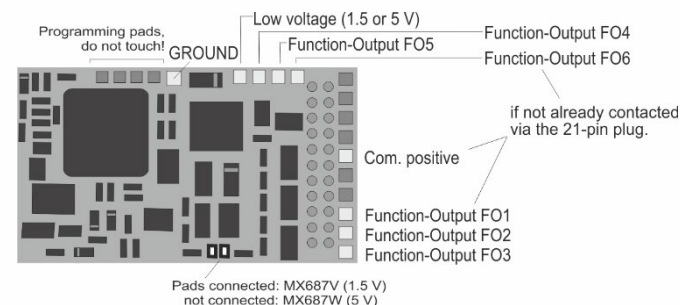 Low voltage (1.5 or 5 V)
Programming pads,
do not touch!
GROUND
Function-Output FO4
Function-Output FO5
Function-Output FO6
if not already contacted
via the 21-pin plug.
Com. positive
Function-Output FO1
Function-Output FO2
Function-Output FO3
Pads connected: MX687V (1.5 V)
not connected: MX687W (5 V)